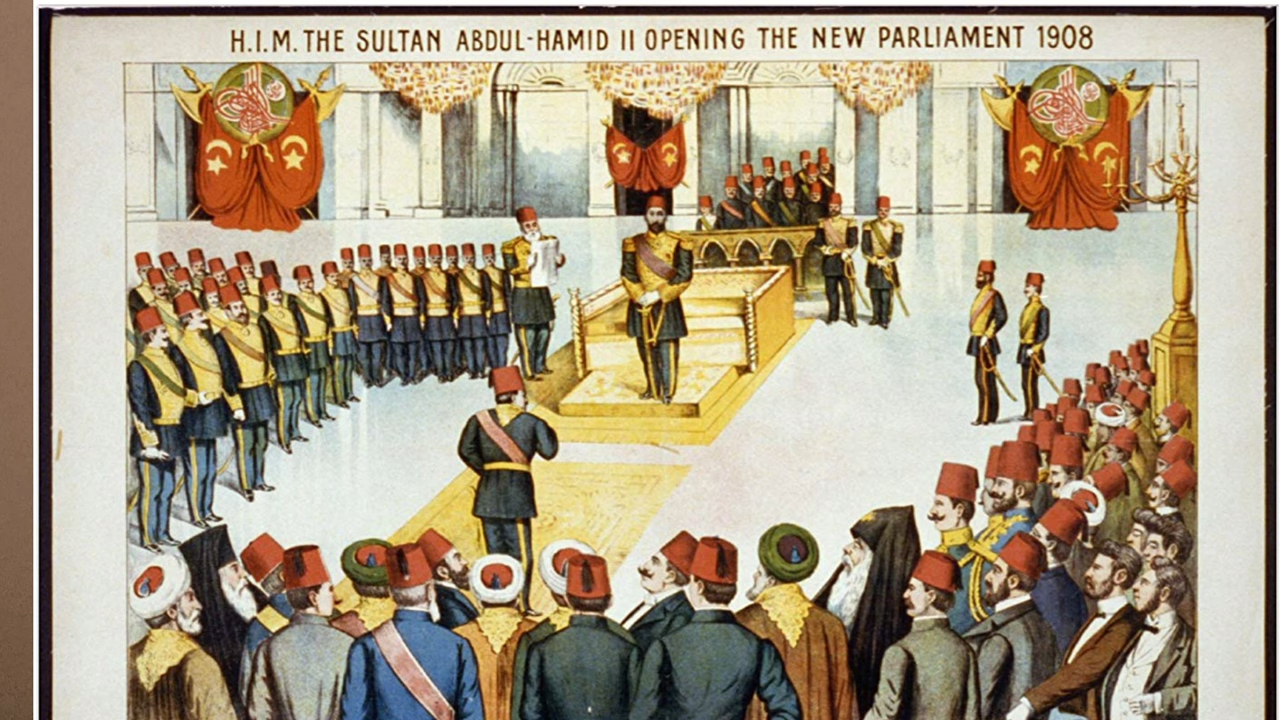 H.I.M. THE SULTAN ABDUL-HAMID II OPENING THE NEW PARLIAMENT 1908